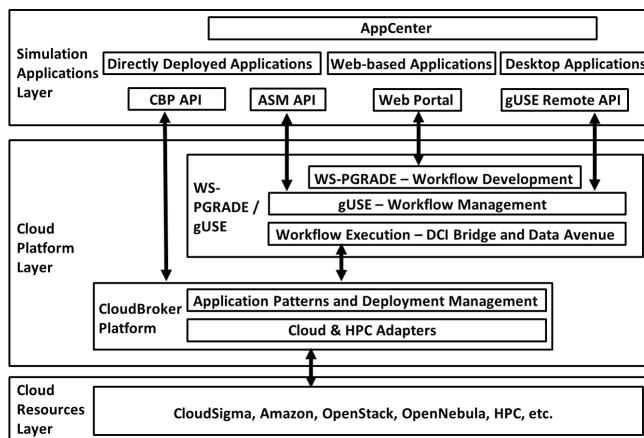 AppCenter
Simulation
Applications
Layer
Directly Deployed Applications
Web-based Applications
Desktop Applications
CBP API
ASM API
Web Portal
gUSE Remote API
Cloud
Platform
Layer
WS-
PGRADE /
gUSE
WS-PGRADE – Workflow Development
gUSE – Workflow Management
Workflow Execution – DCI Bridge and Data Avenue
CloudBroker
Platform
Application Patterns and Deployment Management
Cloud & HPC Adapters
Cloud
Resources
Layer
CloudSigma, Amazon, OpenStack, OpenNebula, HPC, etc.